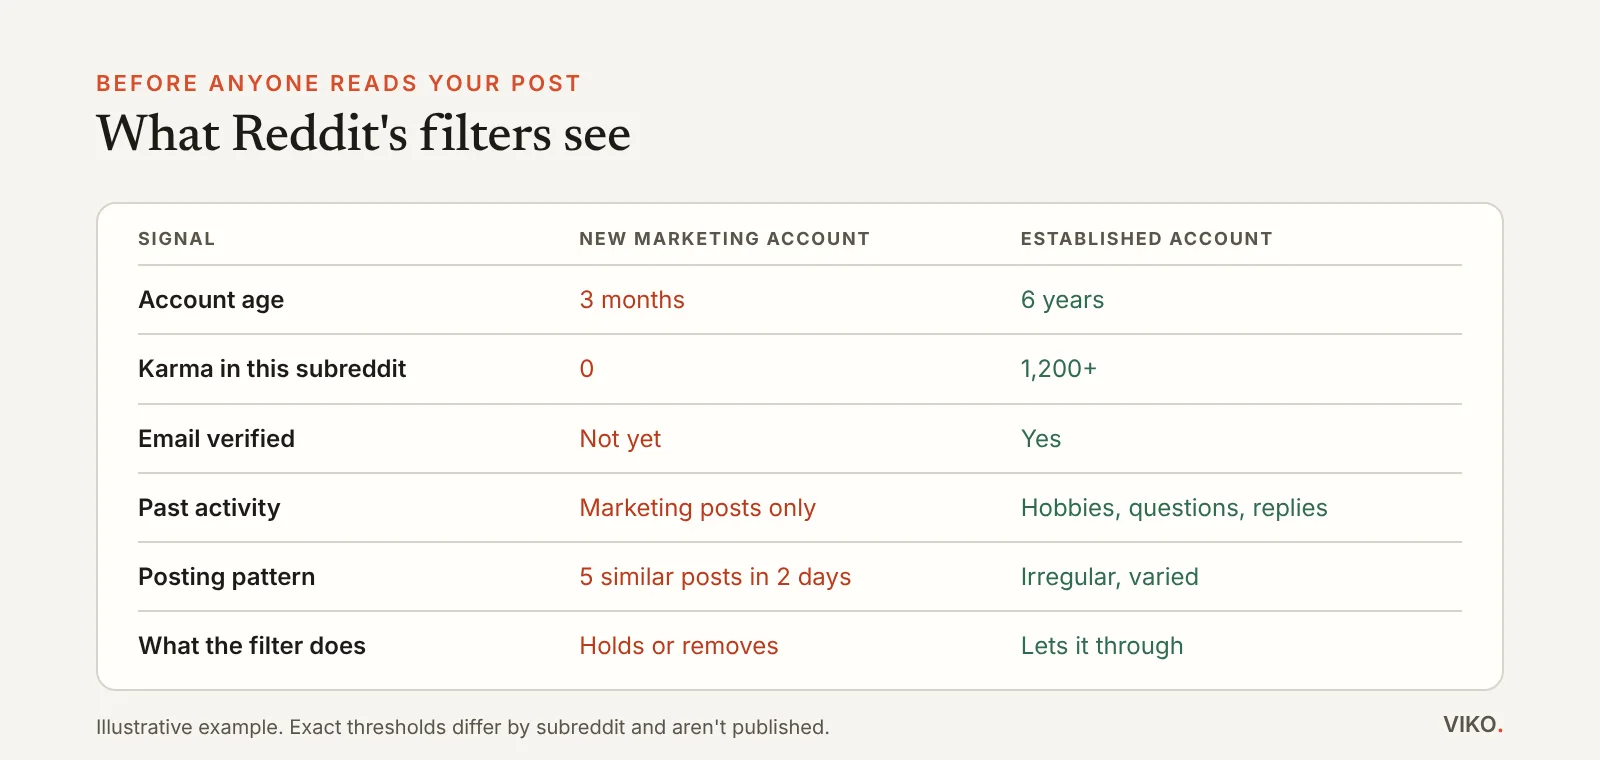 BEFORE ANYONE READS YOUR POST
What Reddit's filters see
SIGNAL NEW MARKETING ACCOUNT ESTABLISHED ACCOUNT
Account age 3 months 6 years
Karma in this subreddit 0 1,200+
Email verified Not yet Yes
Past activity Marketing posts only Hobbies, questions, replies
Posting pattern 5 similar posts in 2 days Irregular, varied
What the filter does Holds or removes Lets it through
Illustrative example. Exact thresholds differ by subreddit and aren't published.
VIKO.